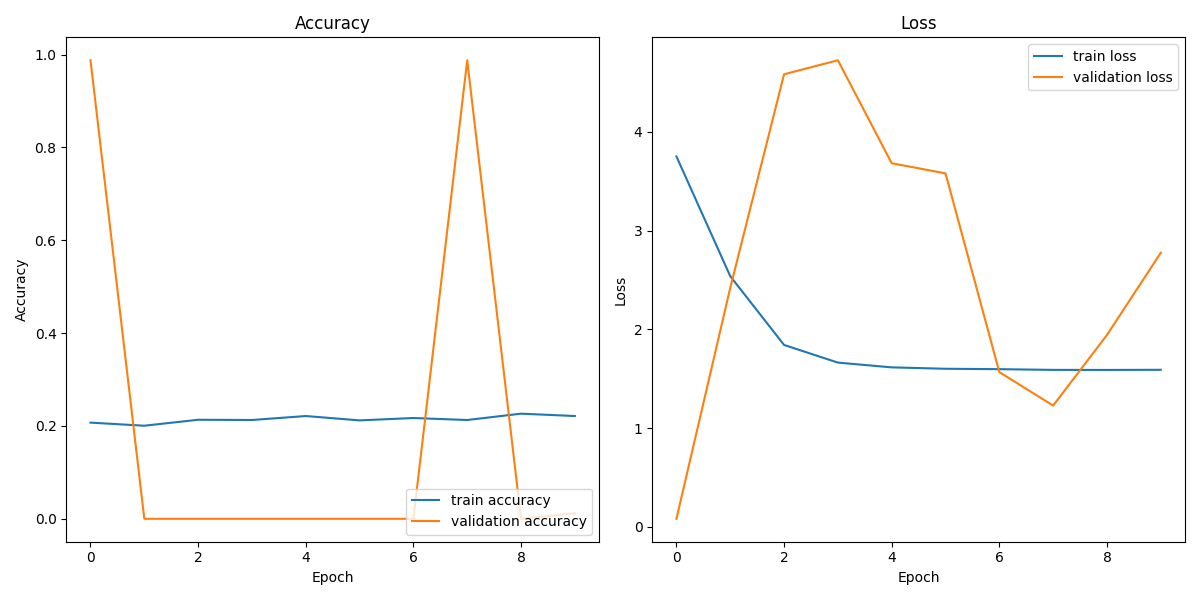 Accuracy
1.0
0.8
0.6
0.4
0.2
0.0
Accuracy
0 2 4 6 8
Epoch
train accuracy
validation accuracy
Loss
4
3
2
1
0
Loss
0 2 4 6 8
Epoch
train loss
validation loss